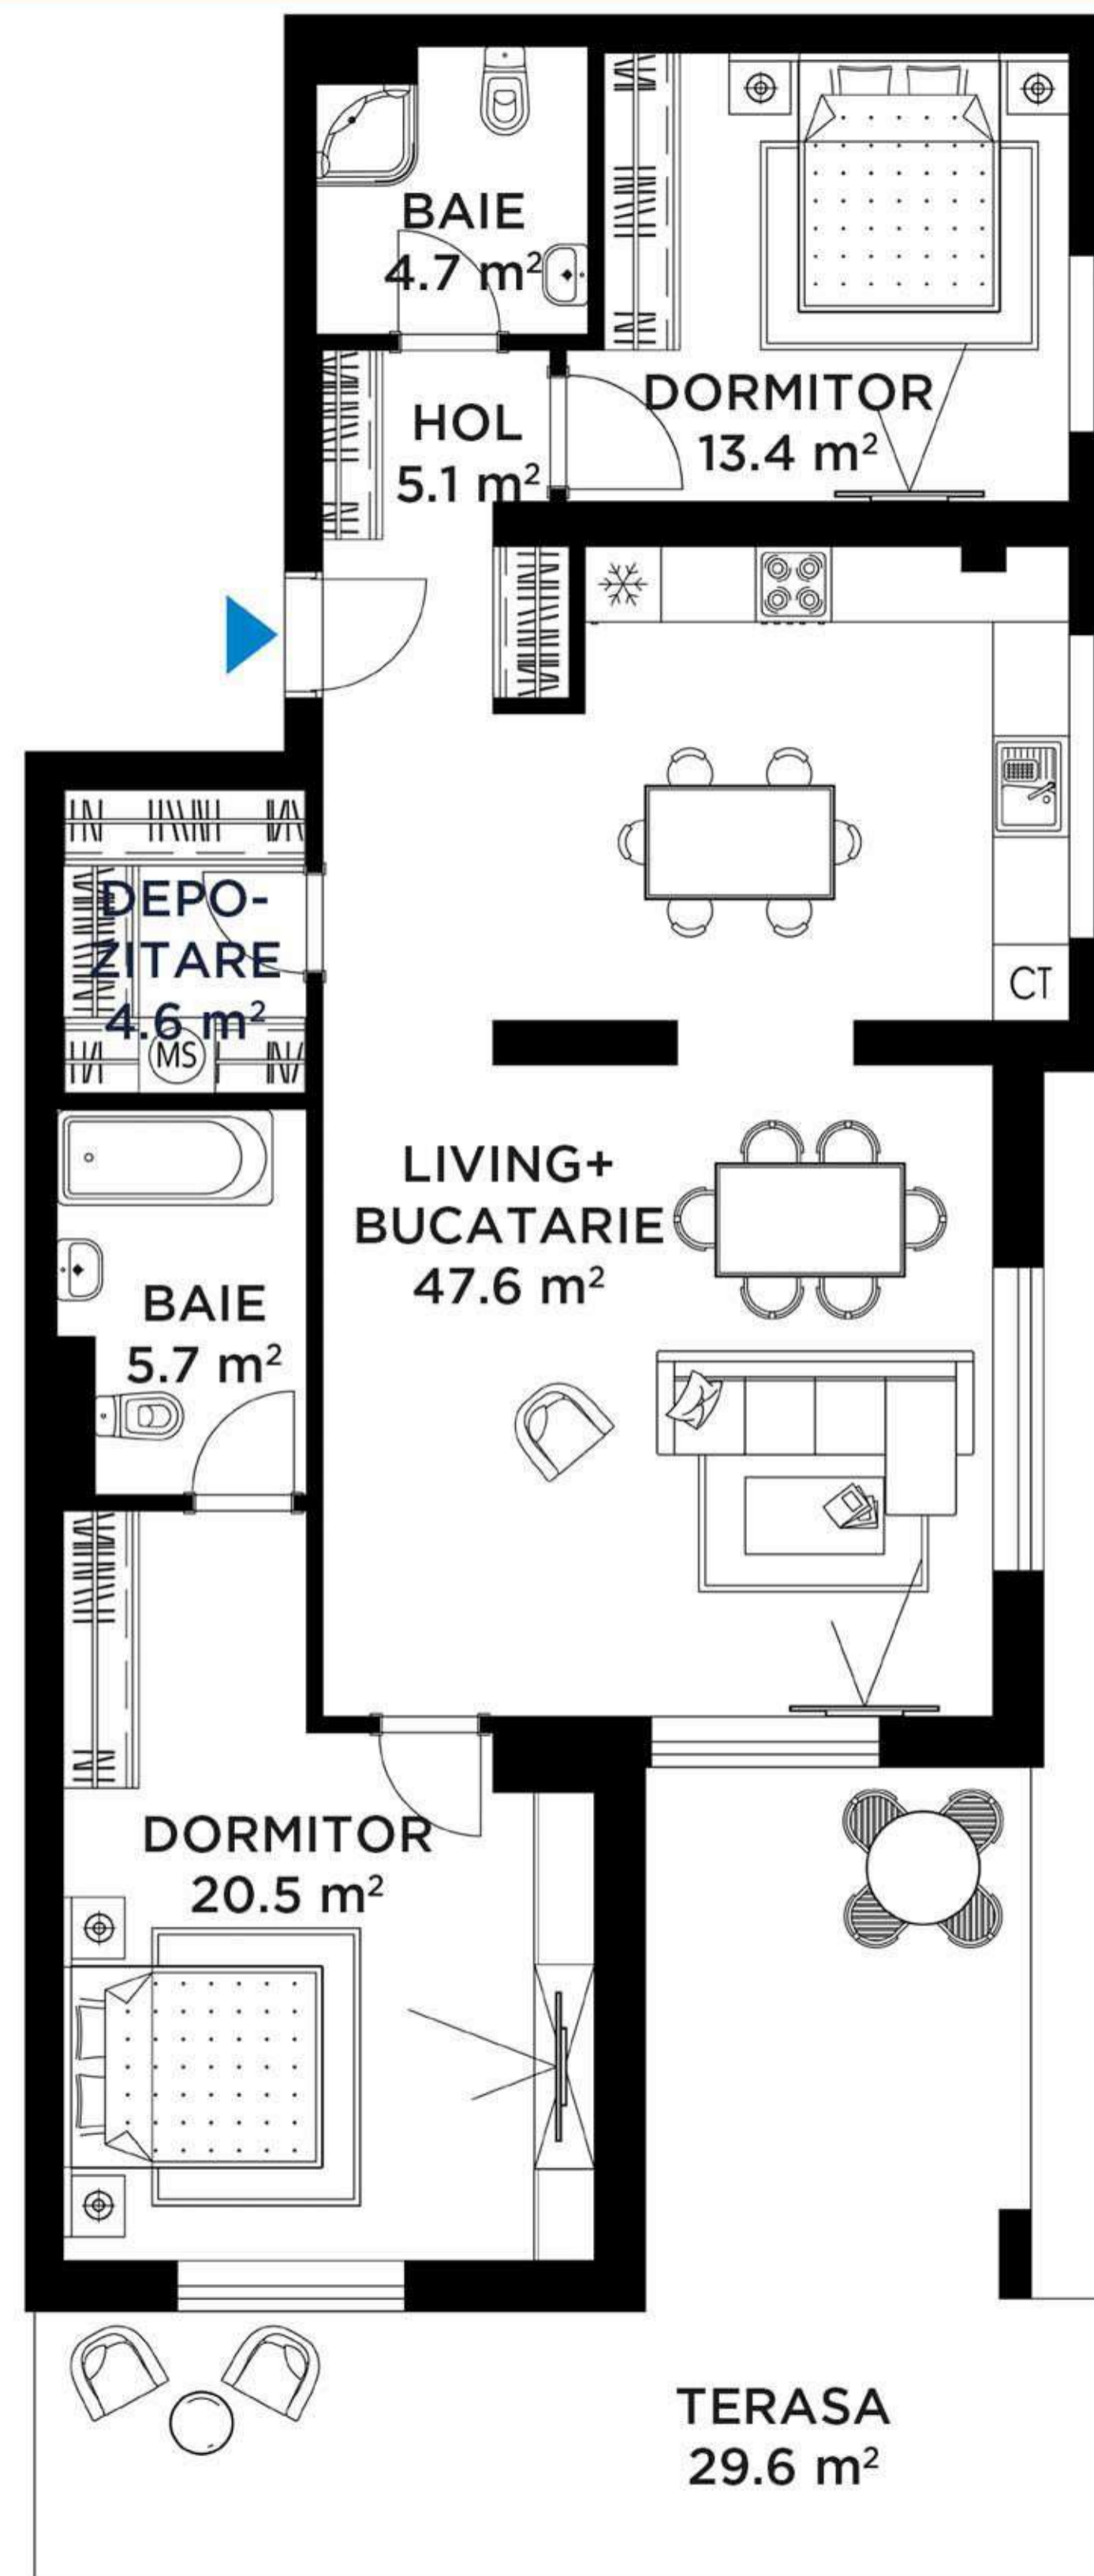 BAIE
4.7 m²
DORMITOR
13.4 m²
HOL
5.1 m²
DEPO-
ZITARE
4.6 m²
MS
CT
LIVING+
BUCATARIE
47.6 m²
BAIE
5.7 m²
DORMITOR
20.5 m²
TERASA
29.6 m²